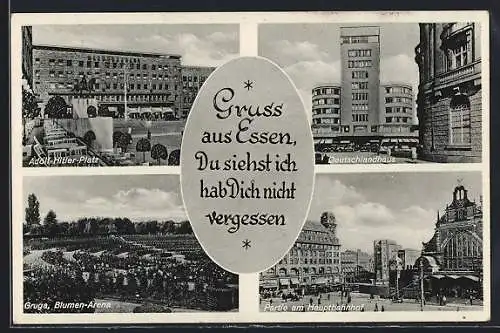 Gruss
aus Essen,
Du siehst ich
hab Dich nicht
vergessen
Adolf-Hitler-Platz
Deutschlandhaus
Gruga, Blumen-Arena
Partie am Hauptbahnhof